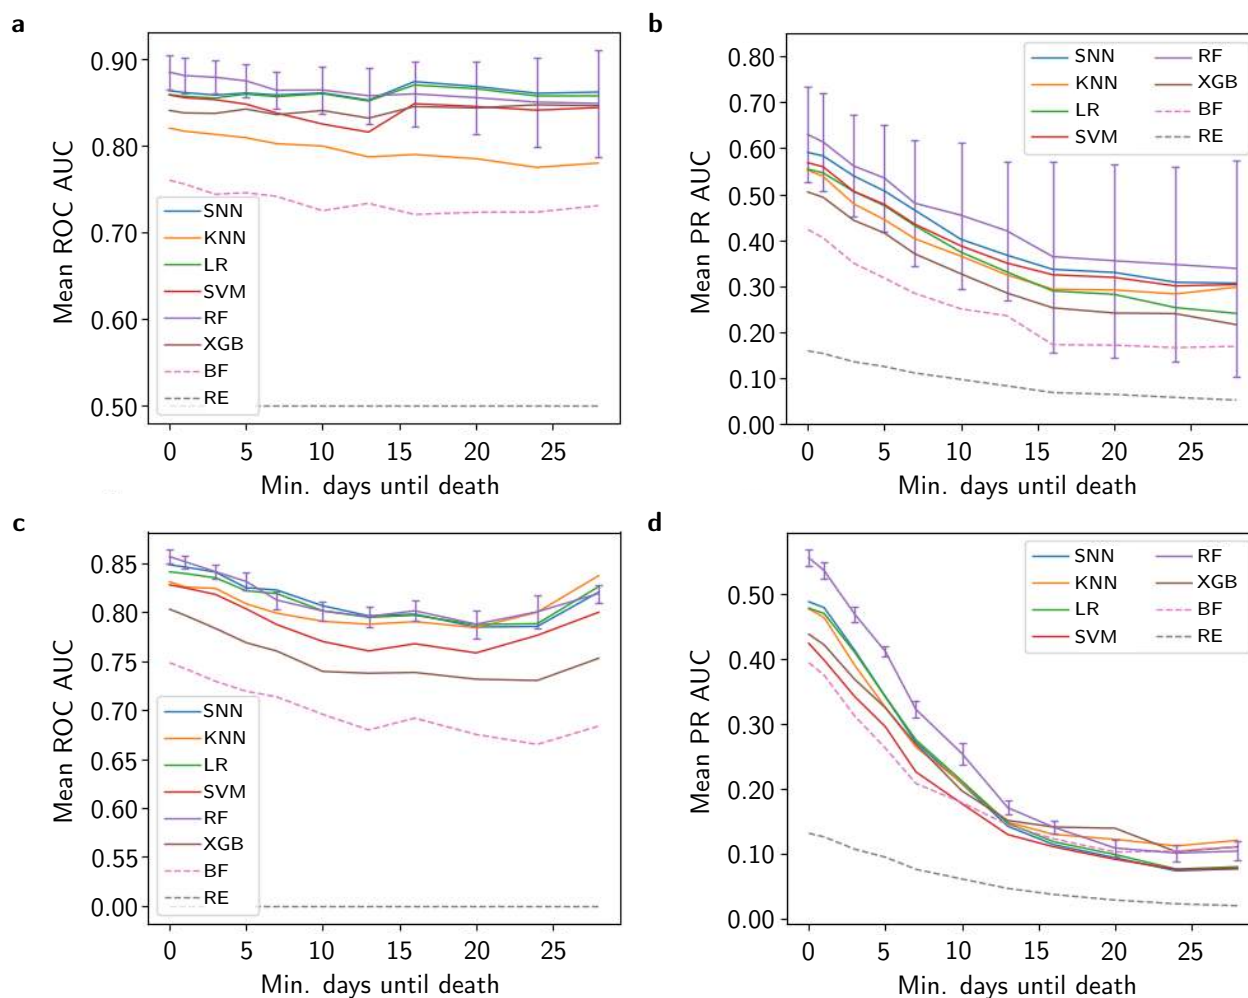 a
0.90
0.80
0.70
0.60
0.50
Mean ROC AUC
SNN
KNN
LR
SVM
RF
XGB
BF
RE
0 5 10 15 20 25
Min. days until death
b
0.80
0.70
0.60
0.50
0.40
0.30
0.20
0.10
0.00
Mean PR AUC
SNN RF
KNN XGB
LR BF
SVM RE
0 5 10 15 20 25
Min. days until death
c
0.85
0.80
0.75
0.70
0.65
0.60
0.55
0.00
Mean ROC AUC
SNN
KNN
LR
SVM
RF
XGB
BF
RE
0 5 10 15 20 25
Min. days until death
d
0.50
0.40
0.30
0.20
0.10
0.00
Mean PR AUC
SNN RF
KNN XGB
LR BF
SVM RE
0 5 10 15 20 25
Min. days until death